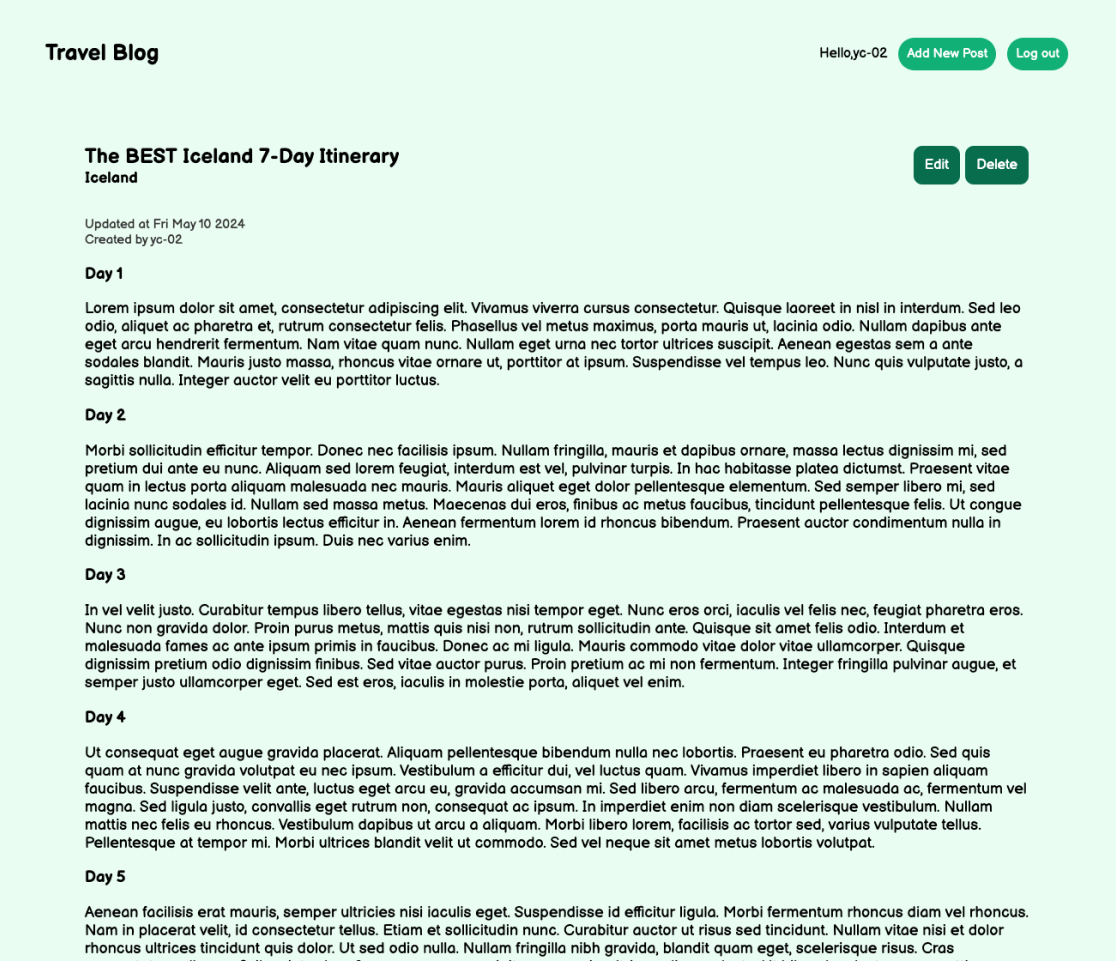 Travel Blog
Hello,yc-02 Add New Post Log out
The BEST Iceland 7-Day Itinerary
Edit Delete
Iceland
Updated at Fri May 10 2024
Created by yc-02
Day 1
Lorem ipsum dolor sit amet, consectetur adipiscing elit. Vivamus viverra cursus consectetur. Quisque laoreet in nisl in interdum. Sed leo
odio, aliquet ac pharetra et, rutrum consectetur felis. Phasellus vel metus maximus, porta mauris ut, lacinia odio. Nullam dapibus ante
eget arcu hendrerit fermentum. Nam vitae quam nunc. Nullam eget urna nec tortor ultrices suscipit. Aenean egestas sem a ante
sodales blandit. Mauris justo massa, rhoncus vitae ornare ut, porttitor at ipsum. Suspendisse vel tempus leo. Nunc quis vulputate justo, a
sagittis nulla. Integer auctor velit eu porttitor luctus.
Day 2
Morbi sollicitudin efficitur tempor. Donec nec facilisis ipsum. Nullam fringilla, mauris et dapibus ornare, massa lectus dignissim mi, sed
pretium dui ante eu nunc. Aliquam sed lorem feugiat, interdum est vel, pulvinar turpis. In hac habitasse platea dictumst. Praesent vitae
quam in lectus porta aliquam malesuada nec mauris. Mauris aliquet eget dolor pellentesque elementum. Sed semper libero mi, sed
lacinia nunc sodales id. Nullam sed massa metus. Maecenas dui eros, finibus ac metus faucibus, tincidunt pellentesque felis. Ut congue
dignissim augue, eu lobortis lectus efficitur in. Aenean fermentum lorem id rhoncus bibendum. Praesent auctor condimentum nulla in
dignissim. In ac sollicitudin ipsum. Duis nec varius enim.
Day 3
In vel velit justo. Curabitur tempus libero tellus, vitae egestas nisi tempor eget. Nunc eros orci, iaculis vel felis nec, feugiat pharetra eros.
Nunc non gravida dolor. Proin purus metus, mattis quis nisi non, rutrum sollicitudin ante. Quisque sit amet felis odio. Interdum et
malesuada fames ac ante ipsum primis in faucibus. Donec ac mi ligula. Mauris commodo vitae dolor vitae ullamcorper. Quisque
dignissim pretium odio dignissim finibus. Sed vitae auctor purus. Proin pretium ac mi non fermentum. Integer fringilla pulvinar augue, et
semper justo ullamcorper eget. Sed est eros, iaculis in molestie porta, aliquet vel enim.
Day 4
Ut consequat eget augue gravida placerat. Aliquam pellentesque bibendum nulla nec lobortis. Praesent eu pharetra odio. Sed quis
quam at nunc gravida volutpat eu nec ipsum. Vestibulum a efficitur dui, vel luctus quam. Vivamus imperdiet libero in sapien aliquam
faucibus. Suspendisse velit ante, luctus eget arcu eu, gravida accumsan mi. Sed libero arcu, fermentum ac malesuada ac, fermentum vel
magna. Sed ligula justo, convallis eget rutrum non, consequat ac ipsum. In imperdiet enim non diam scelerisque vestibulum. Nullam
mattis nec felis eu rhoncus. Vestibulum dapibus ut arcu a aliquam. Morbi libero lorem, facilisis ac tortor sed, varius vulputate tellus.
Pellentesque at tempor mi. Morbi ultrices blandit velit ut commodo. Sed vel neque sit amet metus lobortis volutpat.
Day 5
Aenean facilisis erat mauris, semper ultricies nisi iaculis eget. Suspendisse id efficitur ligula. Morbi fermentum rhoncus diam vel rhoncus.
Nam in placerat velit, id consectetur tellus. Etiam et sollicitudin nunc. Curabitur auctor ut risus sed tincidunt. Nullam vitae nisi et dolor
rhoncus ultrices tincidunt quis dolor. Ut sed odio nulla. Nullam fringilla nibh gravida, blandit quam eget, scelerisque risus. Cras